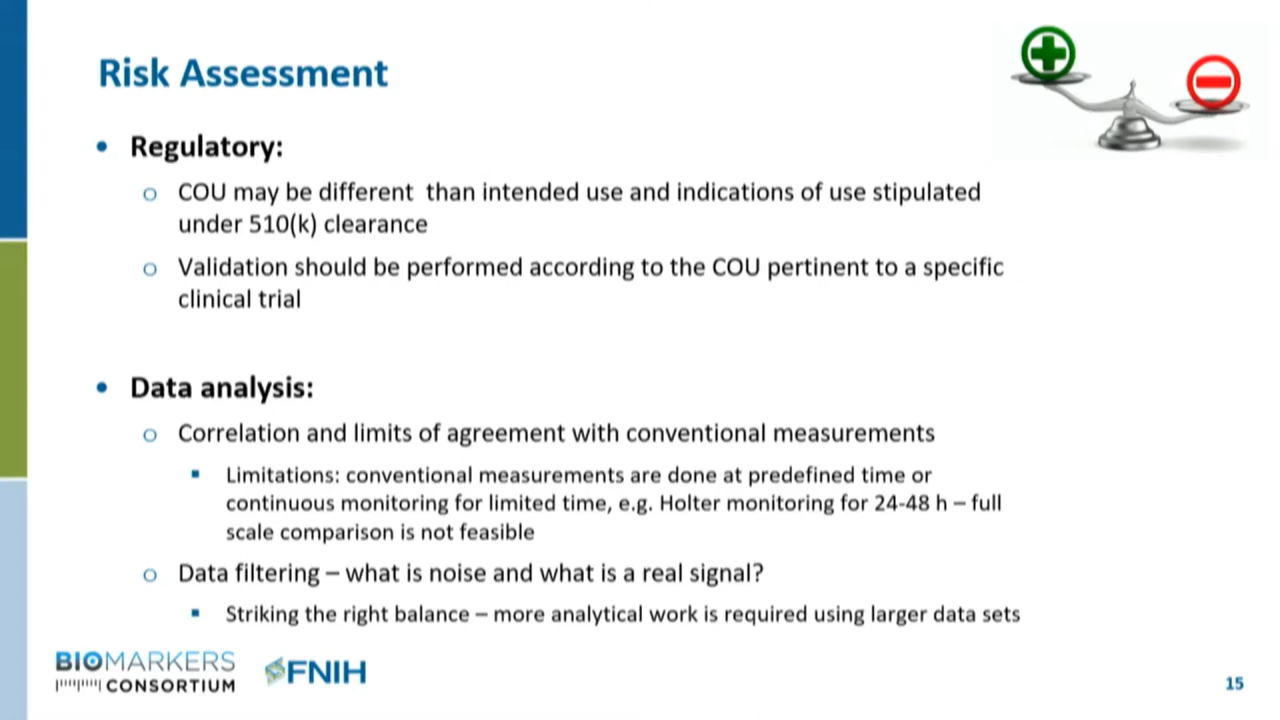 Risk Assessment
• Regulatory:
o COU may be different than intended use and indications of use stipulated
under 510(k) clearance
o Validation should be performed according to the COU pertinent to a specific
clinical trial
• Data analysis:
o Correlation and limits of agreement with conventional measurements
▪ Limitations: conventional measurements are done at predefined time or
continuous monitoring for limited time, e.g. Holter monitoring for 24-48 h – full
scale comparison is not feasible
o Data filtering – what is noise and what is a real signal?
▪ Striking the right balance – more analytical work is required using larger data sets
BIOMARKERS
CONSORTIUM
FNIH
15